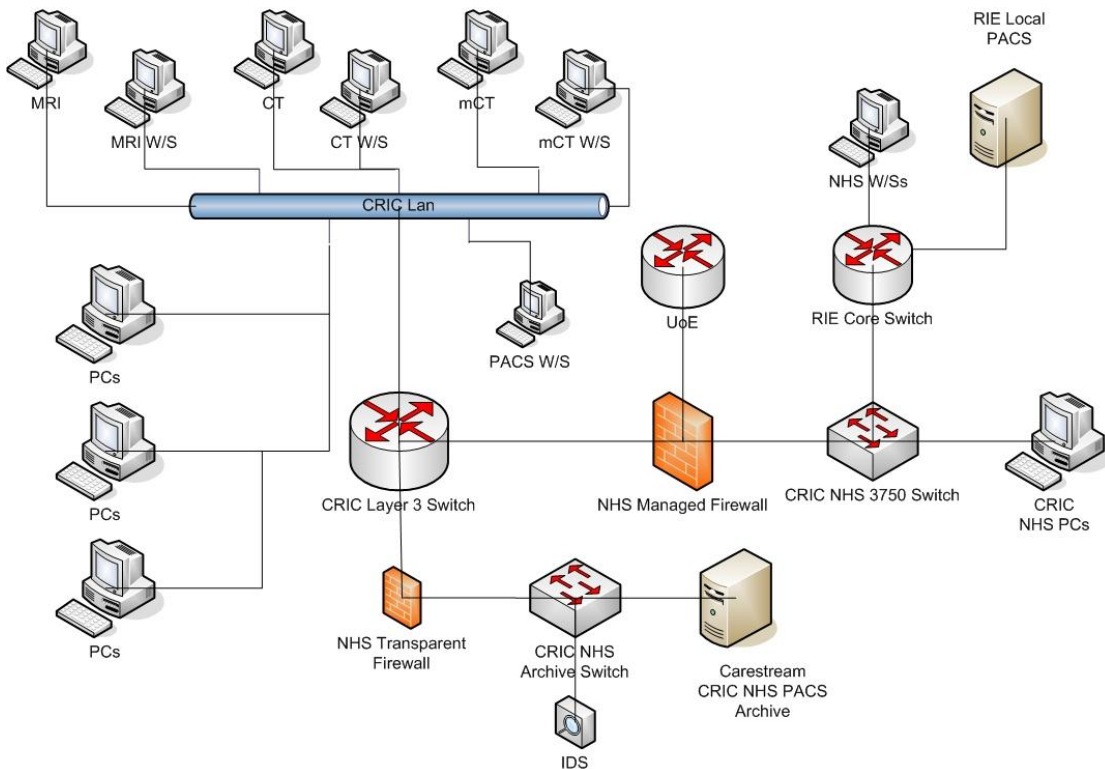 RIE Local
PACS
MRI
MRI W/S
CT
CT W/S
mCT
mCT W/S
NHS W/Ss
CRIC Lan
UoE
RIE Core Switch
PACS W/S
PCs
PCs
CRIC Layer 3 Switch
NHS Managed Firewall
CRIC NHS 3750 Switch
CRIC
NHS PCs
PCs
NHS Transparent
Firewall
CRIC NHS
Archive Switch
Carestream
CRIC NHS PACS
Archive
IDS